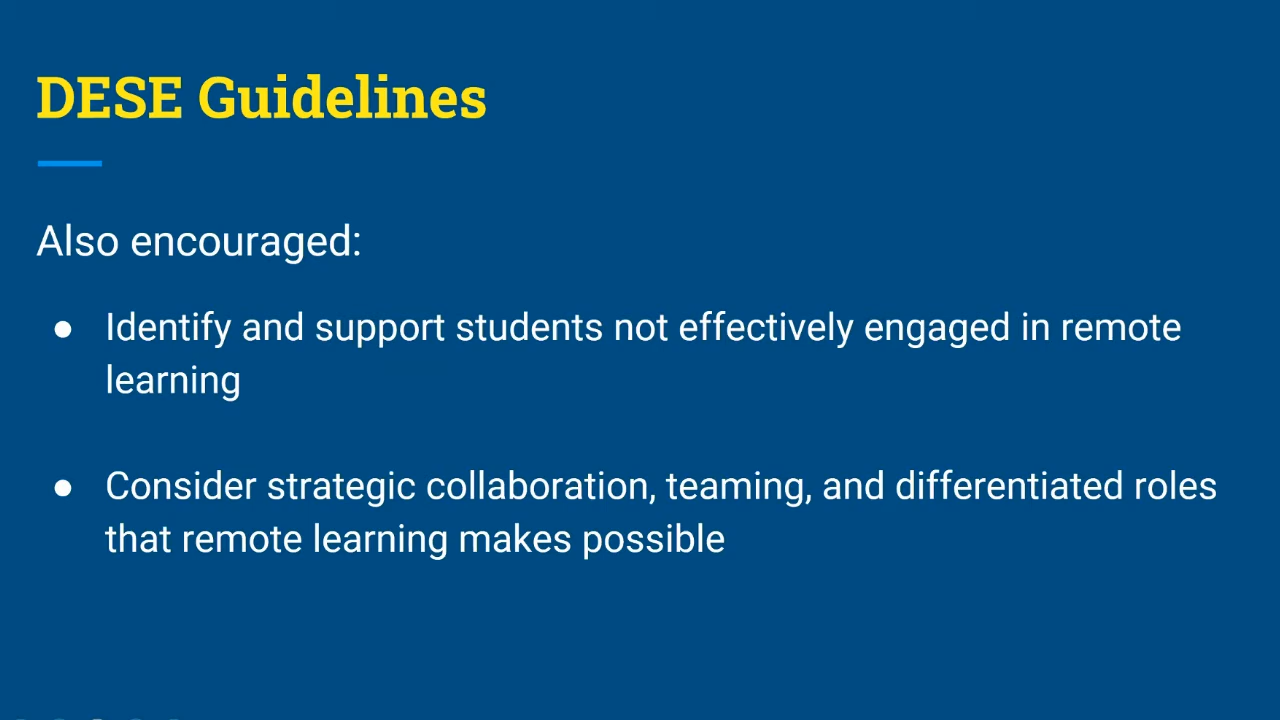 DESE Guidelines
Also encouraged:
● Identify and support students not effectively engaged in remote
learning
● Consider strategic collaboration, teaming, and differentiated roles
that remote learning makes possible